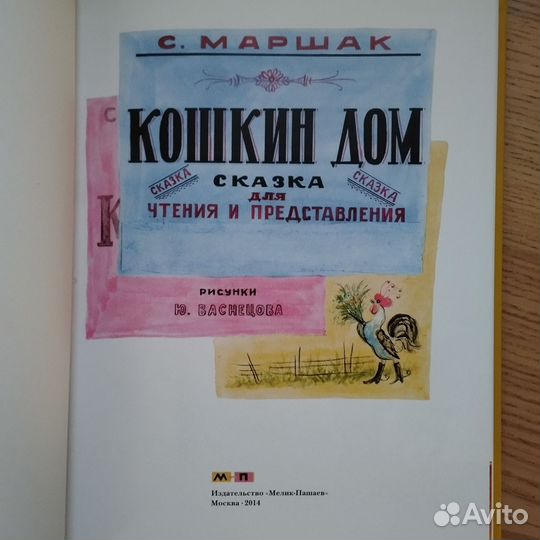 С. МАРШАК
КОШКИН ДОМ
СКАЗКА
СКАЗКА
СКАЗКА
для
ЧТЕНИЯ И ПРЕДСТАВЛЕНИЯ
С
К
РИСУНКИ
Ю. ВАСНЕЦОВА
М П
Издательство «Мелик-Пашаев»
Москва · 2014
Avito